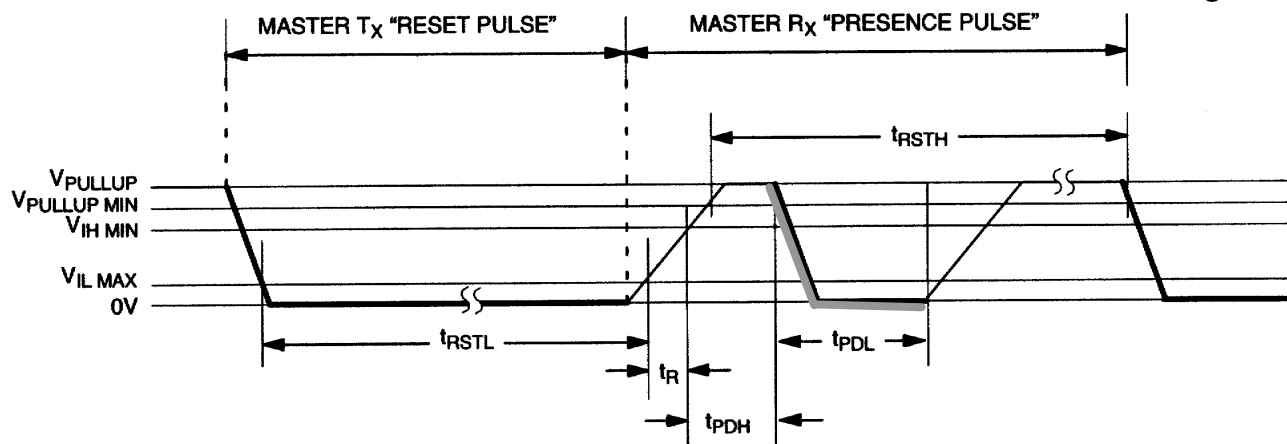 MASTER TX "RESET PULSE"
MASTER RX "PRESENCE PULSE"
tRSTH
VPULLUP
VPULLUP MIN
VIH MIN
VIL MAX
0V
tRSTL
tPDL
tR
tPDH